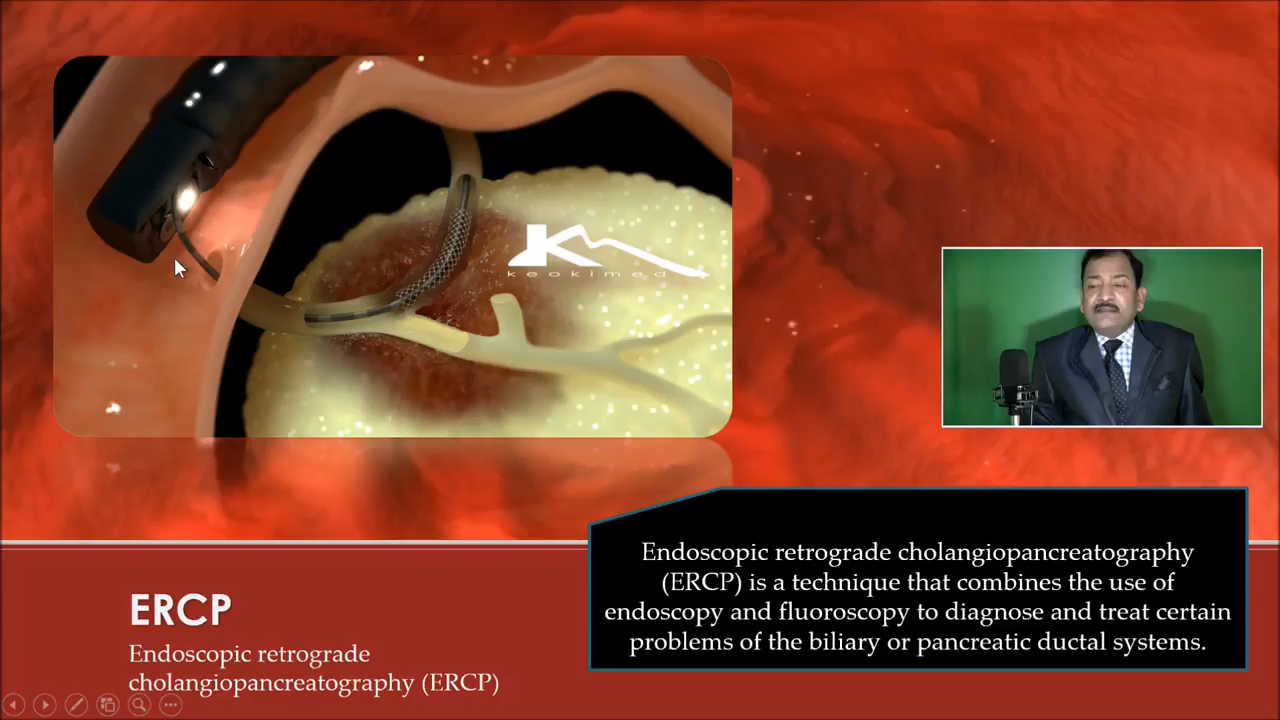 K
keokimed
Endoscopic retrograde cholangiopancreatography
(ERCP) is a technique that combines the use of
endoscopy and fluoroscopy to diagnose and treat certain
problems of the biliary or pancreatic ductal systems.
ERCP
Endoscopic retrograde
cholangiopancreatography (ERCP)